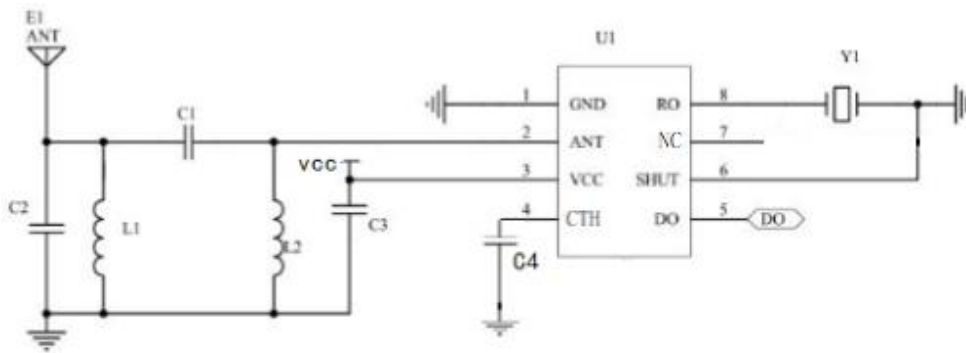 E1
ANT
U1
Y1
C1
1 GND RO 8
2 ANT NC 7
VCC
3 VCC SHUT 6
C2
L1
L2
C3
4 CTH DO 5 DO
C4